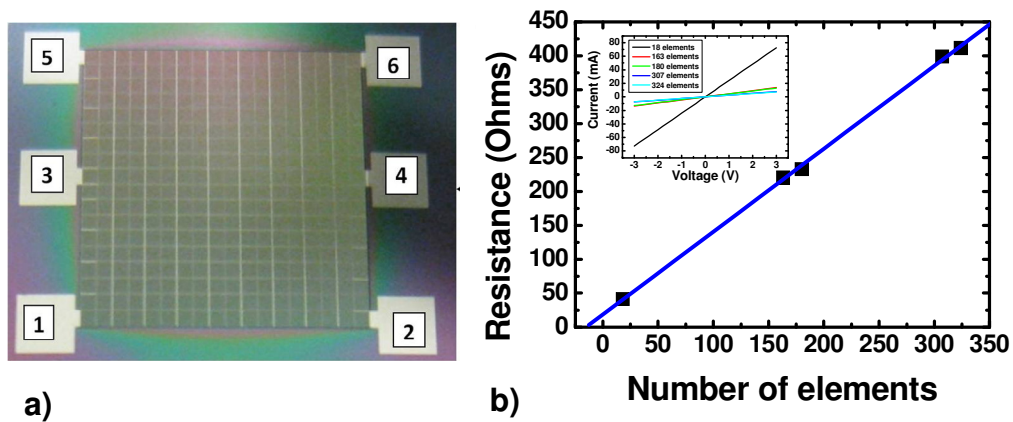 5
6
3
4
1
2
a)
450
400
350
300
250
200
150
100
50
0
Resistance (Ohms)
0 50 100 150 200 250 300 350
Number of elements
80
60
40
20
0
-20
-40
-60
-80
Current (mA)
18 elements
163 elements
180 elements
307 elements
324 elements
-3 -2 -1 0 1 2 3
Voltage (V)
b)